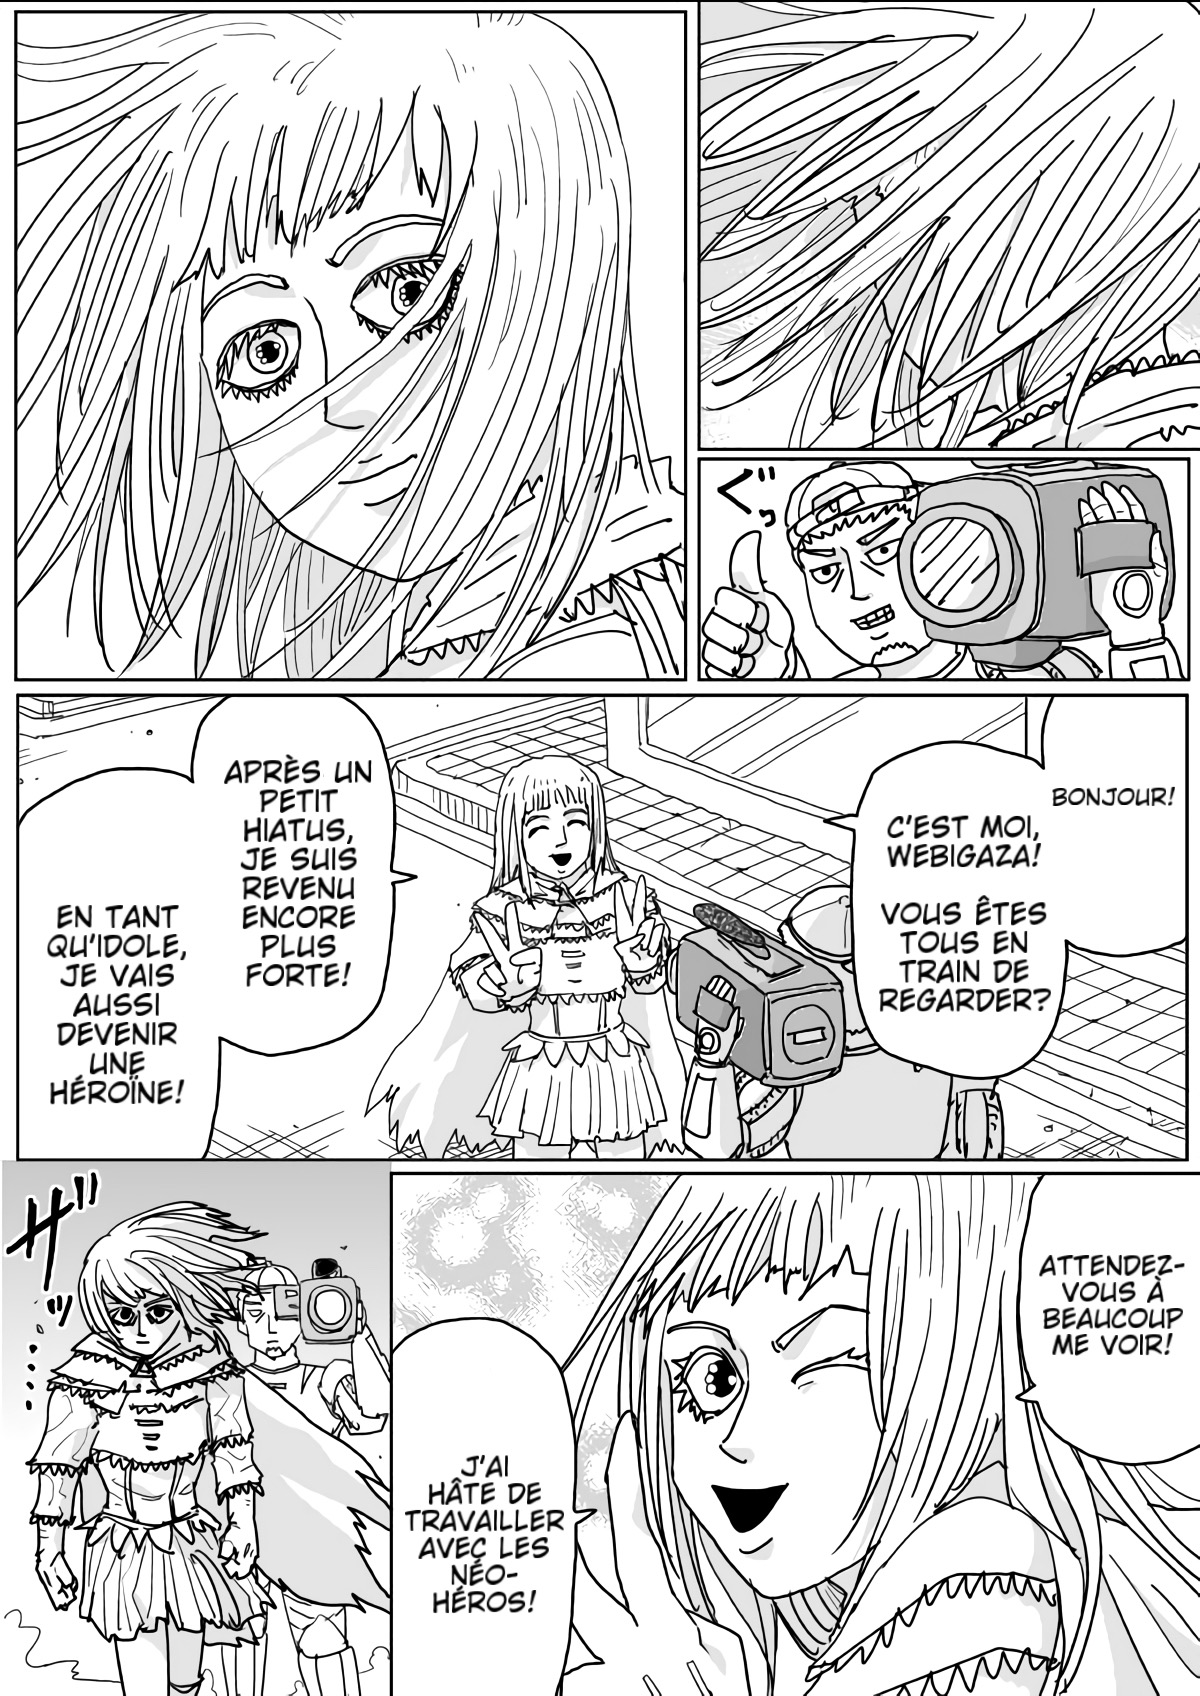 ぐッ
BONJOUR!
C'EST MOI,
WEBIGAZA!
VOUS ÊTES
TOUS EN
TRAIN DE
REGARDER?
APRÈS UN
PETIT
HIATUS,
JE SUIS
REVENU
ENCORE
PLUS
FORTE!
EN TANT
QU'IDOLE,
JE VAIS
AUSSI
DEVENIR
UNE
HÉROÏNE!
ATTENDEZ-
VOUS À
BEAUCOUP
ME VOIR!
J'AI
HÂTE DE
TRAVAILLER
AVEC LES
NÉO-
HÉROS!
ザッ…